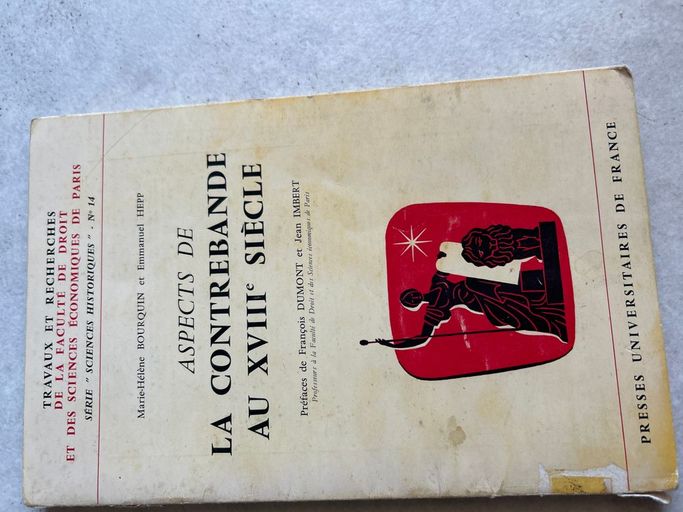 TRAVAUX ET RECHERCHES
DE LA FACULTÉ DE DROIT
ET DES SCIENCES ÉCONOMIQUES DE PARIS
SÉRIE " SCIENCES HISTORIQUES " - N° 14
Marie-Hélène BOURQUIN et Emmanuel HEPP
ASPECTS DE
LA CONTREBANDE
AU XVIIIe SIÈCLE
Préfaces de François DUMONT et Jean IMBERT
Professeurs à la Faculté de Droit et des Sciences économiques de Paris
PRESSES UNIVERSITAIRES DE FRANCE